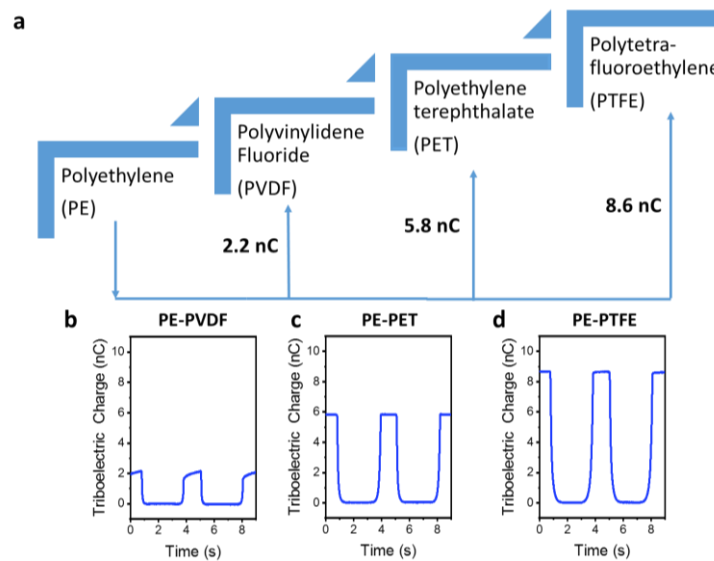 a
Polyethylene
(PE)
Polyvinylidene
Fluoride
(PVDF)
Polyethylene
terephthalate
(PET)
Polytetra-
fluoroethylene
(PTFE)
2.2 nC
5.8 nC
8.6 nC
b
PE-PVDF
Triboelectric Charge (nC)
10
8
6
4
2
0
0 2 4 6 8
Time (s)
c
PE-PET
Triboelectric Charge (nC)
10
8
6
4
2
0
0 2 4 6 8
Time (s)
d
PE-PTFE
Triboelectric Charge (nC)
10
8
6
4
2
0
0 2 4 6 8
Time (s)